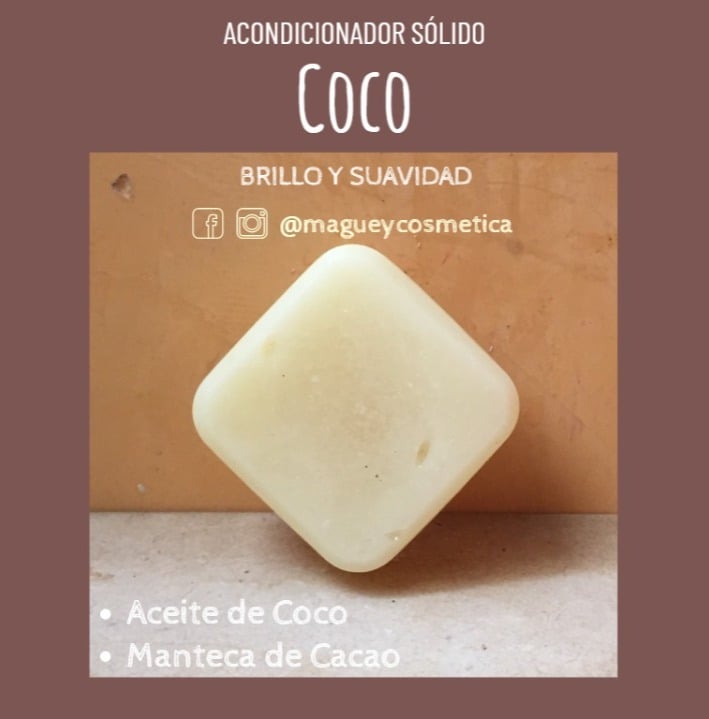 ACONDICIONADOR SÓLIDO
Coco
BRILLO Y SUAVIDAD
@magueycosmetica
• Aceite de Coco
• Manteca de Cacao